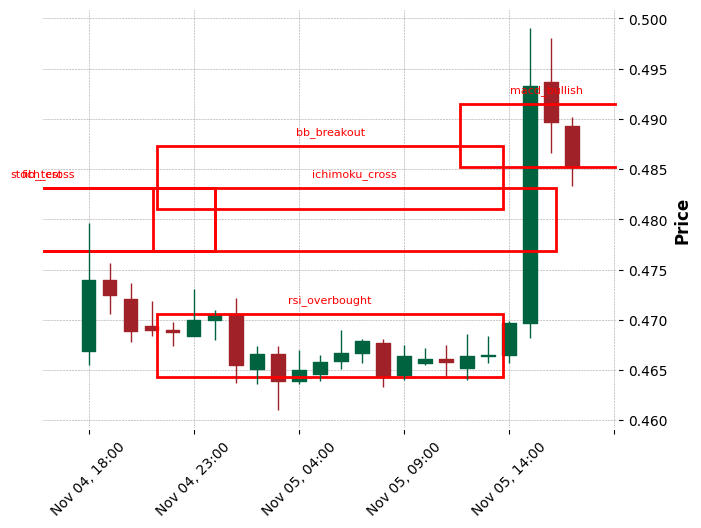 0.500
0.495
macd_bullish
0.490
bb_breakout
0.485
ichimoku_cross
0.480
Price
0.475
rsi_overbought
0.470
0.465
0.460
Nov 04, 18:00
Nov 04, 23:00
Nov 05, 04:00
Nov 05, 09:00
Nov 05, 14:00